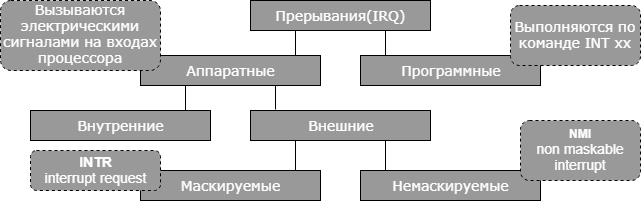 Вызываются
электрическими
сигналами на входах
процессора
Прерывания(IRQ)
Выполняются по
команде INT xx
Аппаратные
Программные
Внутренние
Внешние
NMI
non maskable
interrupt
INTR
interrupt request
Маскируемые
Немаскируемые